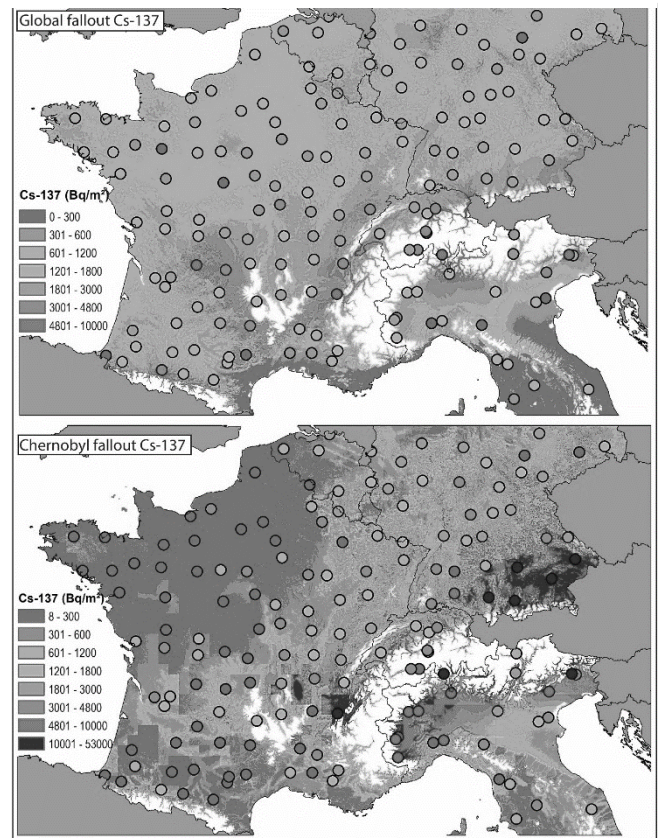 Global fallout Cs-137
Cs-137 (Bq/m²)
0 - 300
301 - 600
601 - 1200
1201 - 1800
1801 - 3000
3001 - 4800
4801 - 10000
Chernobyl fallout Cs-137
Cs-137 (Bq/m²)
8 - 300
301 - 600
601 - 1200
1201 - 1800
1801 - 3000
3001 - 4800
4801 - 10000
10001 - 53000